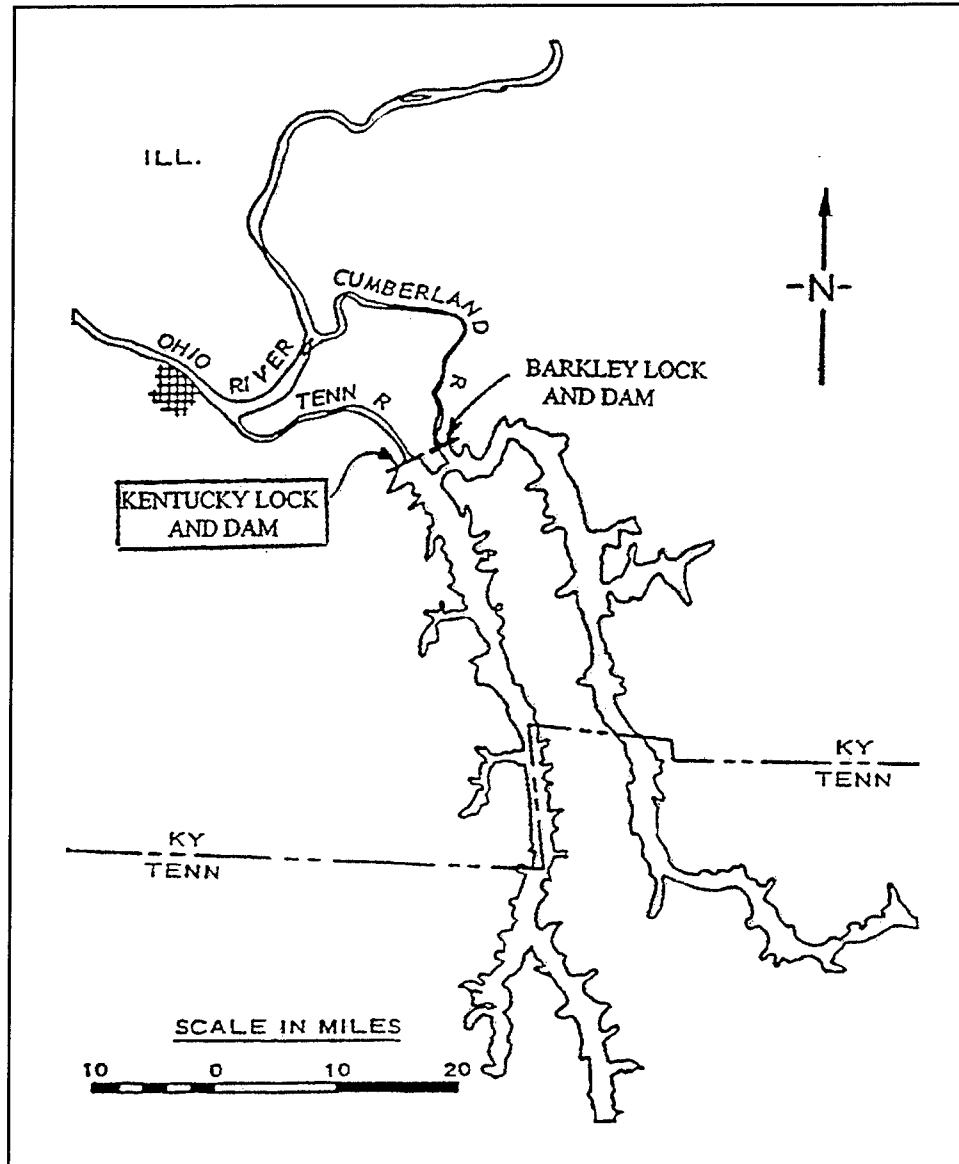 ILL.
CUMBERLAND R
-N-
OHIO RIVER
TENN R
BARKLEY LOCK
AND DAM
KENTUCKY LOCK
AND DAM
KY
TENN
KY
TENN
SCALE IN MILES
10 0 10 20